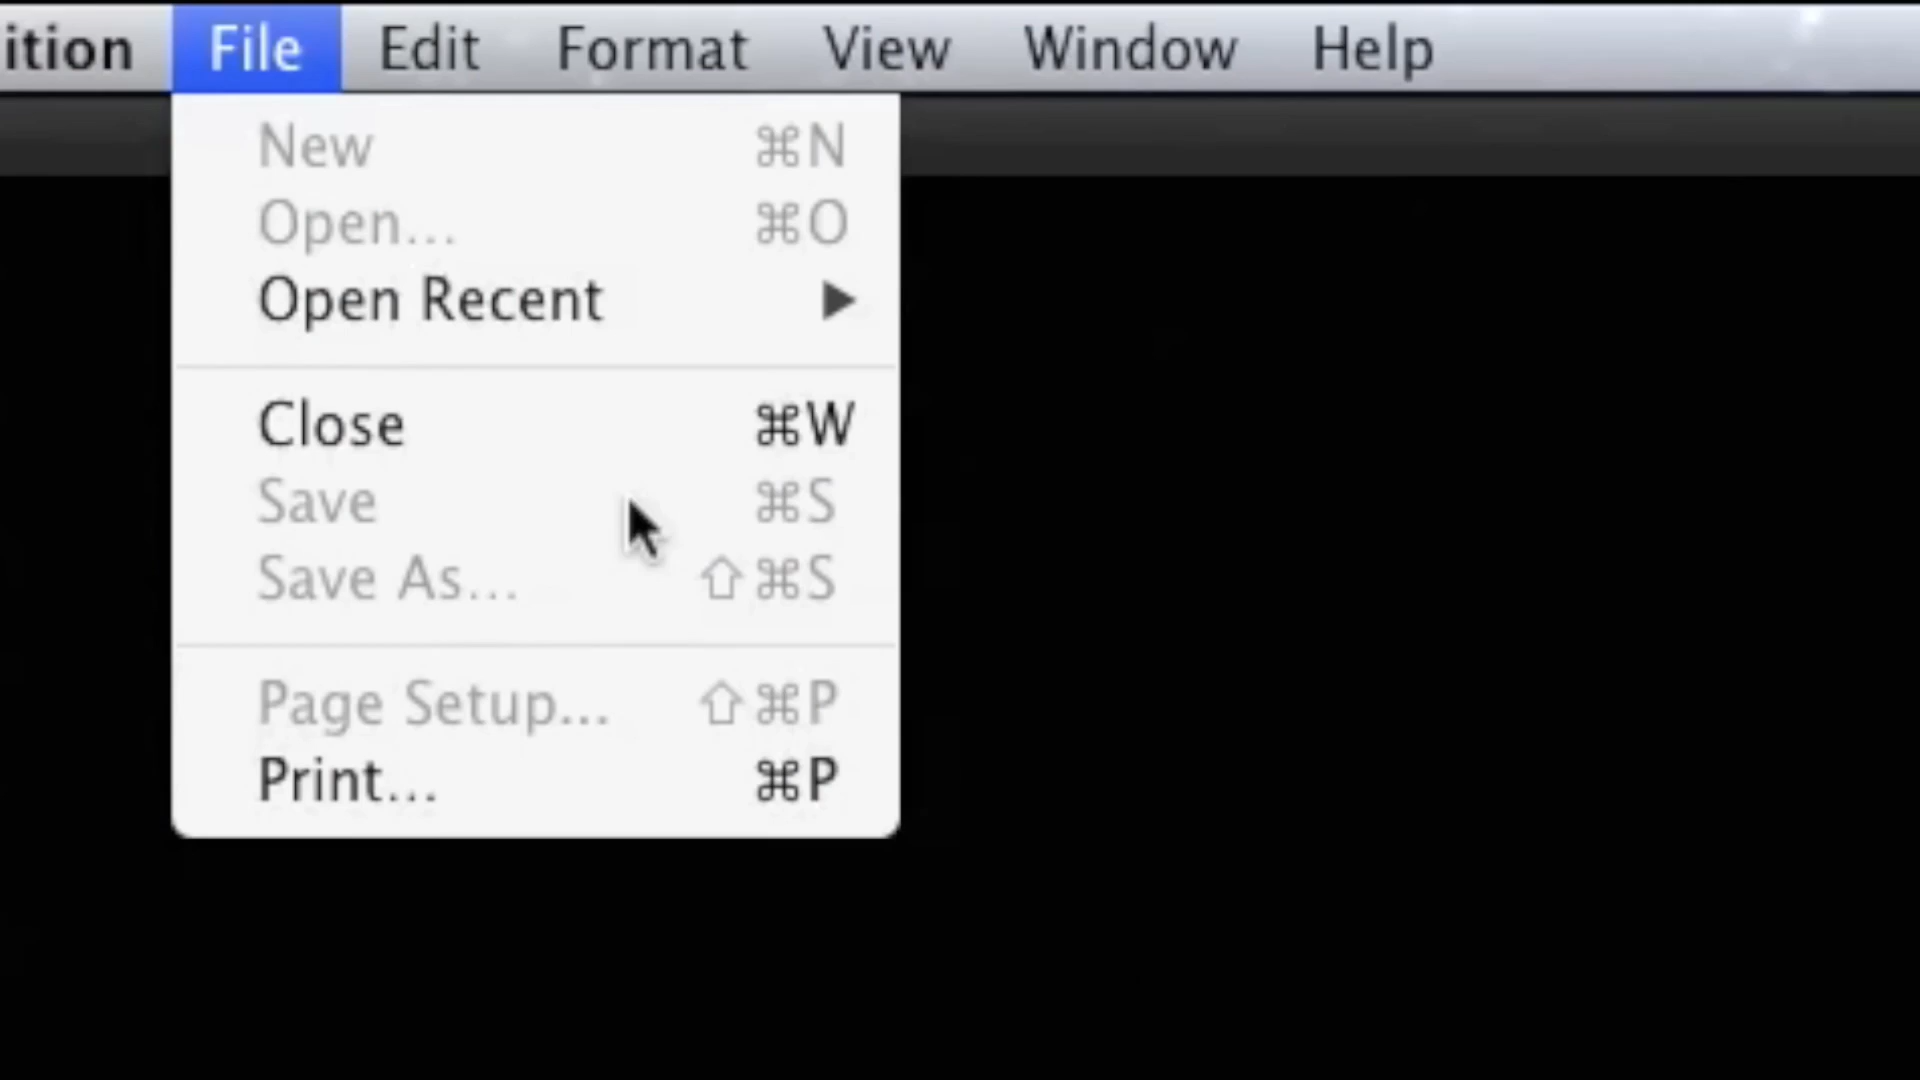 ition File Edit Format View Window Help
New ⌘N
Open... ⌘O
Open Recent ▶
Close ⌘W
Save ⌘S
Save As... ⇧⌘S
Page Setup... ⇧⌘P
Print... ⌘P